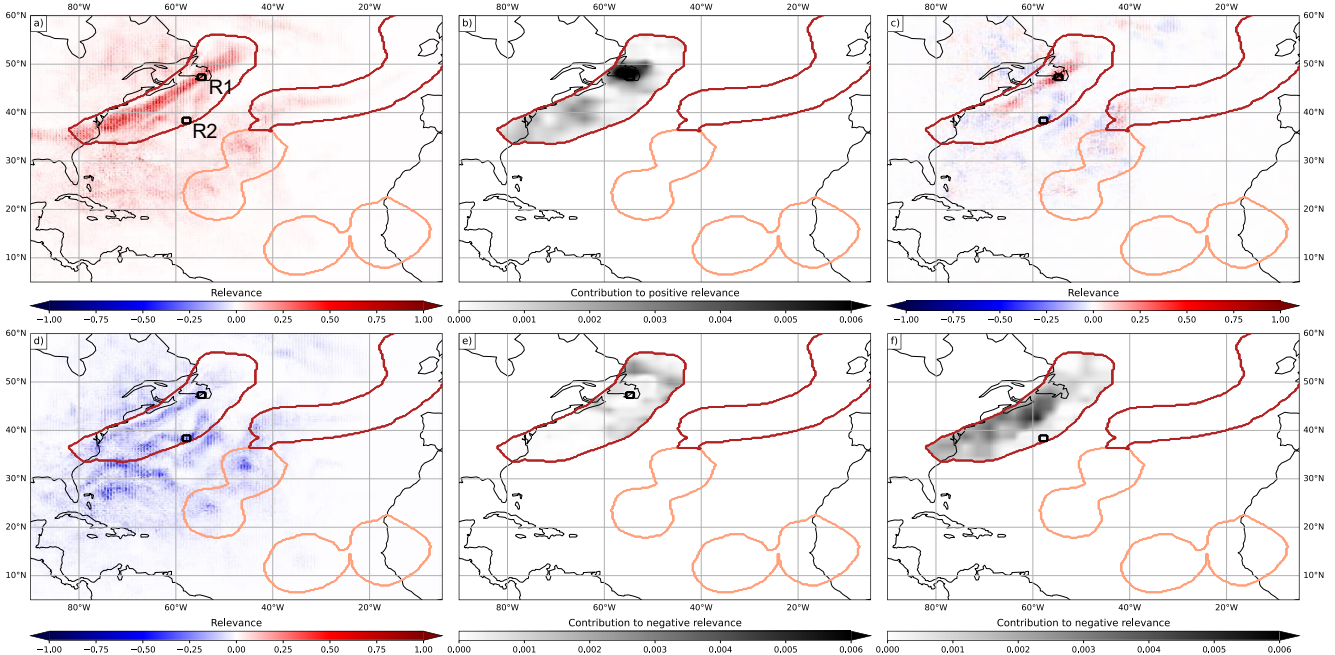 80°W 60°W 40°W 20°W 80°W 60°W 40°W 20°W 80°W 60°W 40°W 20°W
60°N a) b) c) 60°N
50°N 50°N
R1
40°N 40°N
R2
30°N 30°N
20°N 20°N
10°N 10°N
Relevance Contribution to positive relevance Relevance
−1.00 −0.75 −0.50 −0.25 0.00 0.25 0.50 0.75 1.00 0.000 0.001 0.002 0.003 0.004 0.005 0.006 −1.00 −0.75 −0.50 −0.25 0.00 0.25 0.50 0.75 1.00
60°N d) e) f) 60°N
50°N 50°N
40°N 40°N
30°N 30°N
20°N 20°N
10°N 10°N
80°W 60°W 40°W 20°W 80°W 60°W 40°W 20°W 80°W 60°W 40°W 20°W
Relevance Contribution to negative relevance Contribution to negative relevance
−1.00 −0.75 −0.50 −0.25 0.00 0.25 0.50 0.75 1.00 0.000 0.001 0.002 0.003 0.004 0.005 0.006 0.000 0.001 0.002 0.003 0.004 0.005 0.006